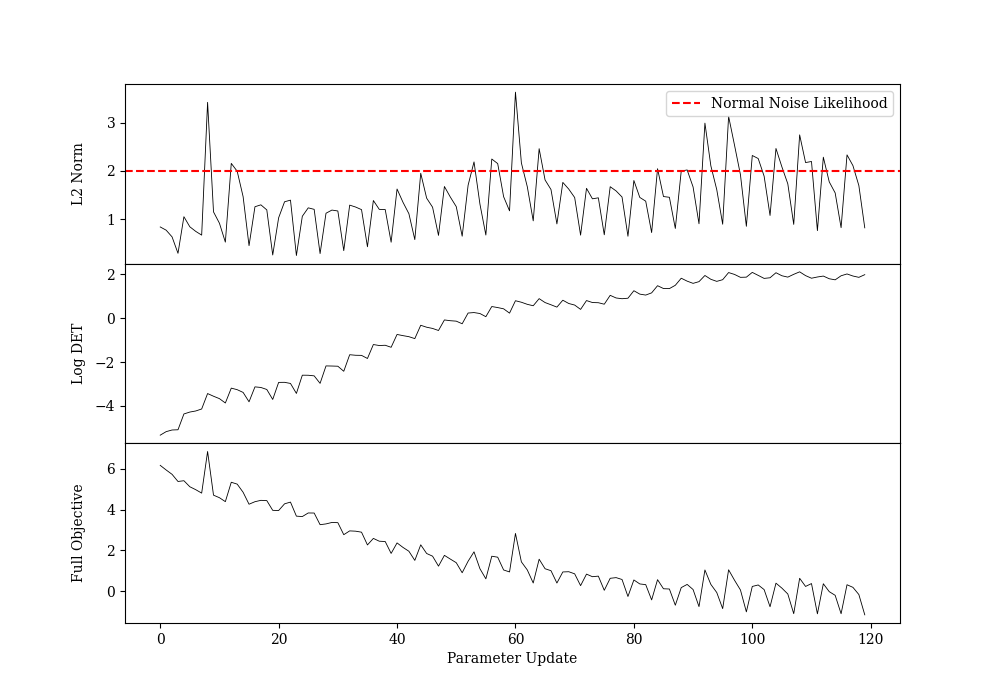 Normal Noise Likelihood
3
2
1
L2 Norm
2
0
−2
−4
Log DET
6
4
2
0
Full Objective
0 20 40 60 80 100 120
Parameter Update